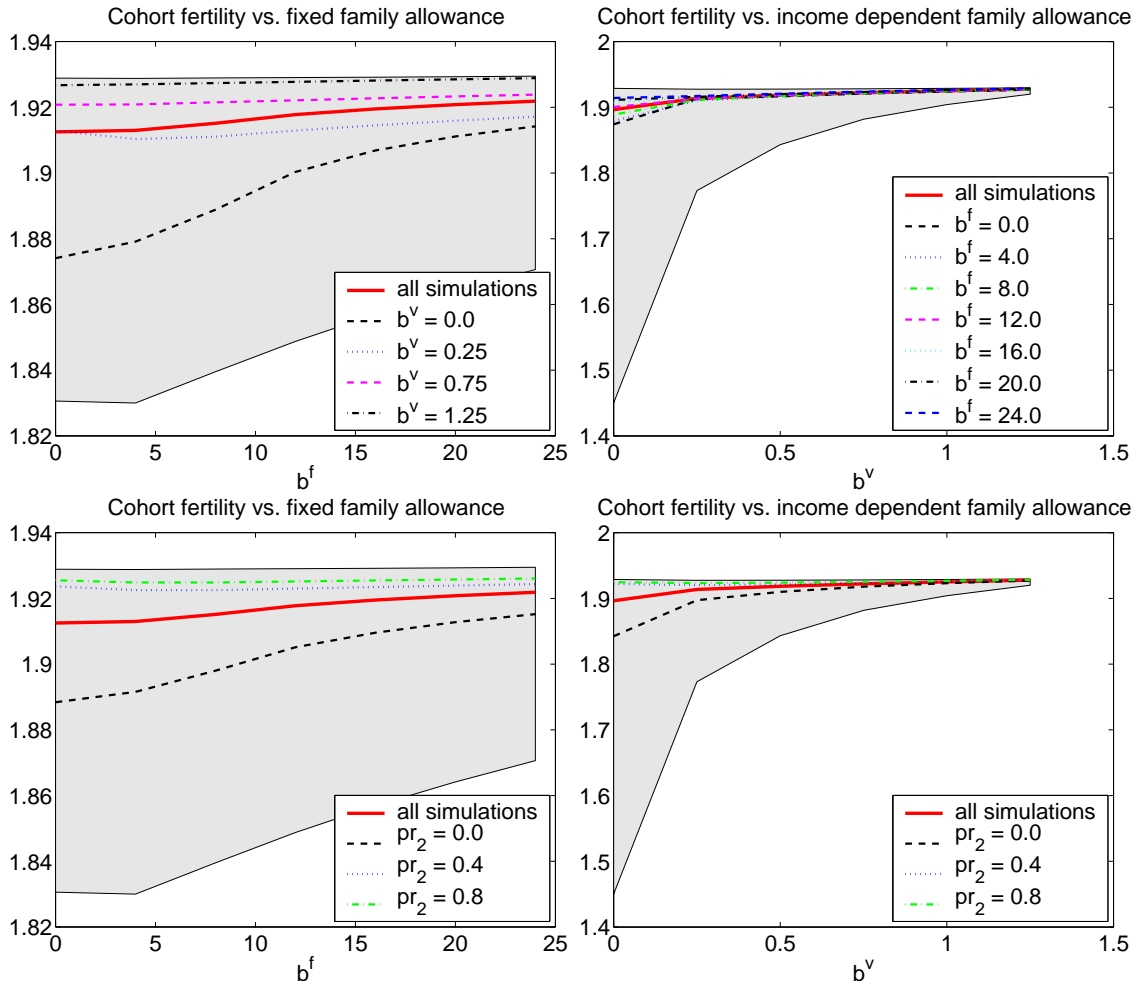 Cohort fertility vs. fixed family allowance
1.94
1.92
1.9
1.88
1.86
1.84
1.82
0 5 10 15 20 25
b^f
all simulations
b^v = 0.0
b^v = 0.25
b^v = 0.75
b^v = 1.25
Cohort fertility vs. income dependent family allowance
2
1.9
1.8
1.7
1.6
1.5
1.4
0 0.5 1 1.5
b^v
all simulations
b^f = 0.0
b^f = 4.0
b^f = 8.0
b^f = 12.0
b^f = 16.0
b^f = 20.0
b^f = 24.0
Cohort fertility vs. fixed family allowance
1.94
1.92
1.9
1.88
1.86
1.84
1.82
0 5 10 15 20 25
b^f
all simulations
pr_2 = 0.0
pr_2 = 0.4
pr_2 = 0.8
Cohort fertility vs. income dependent family allowance
2
1.9
1.8
1.7
1.6
1.5
1.4
0 0.5 1 1.5
b^v
all simulations
pr_2 = 0.0
pr_2 = 0.4
pr_2 = 0.8